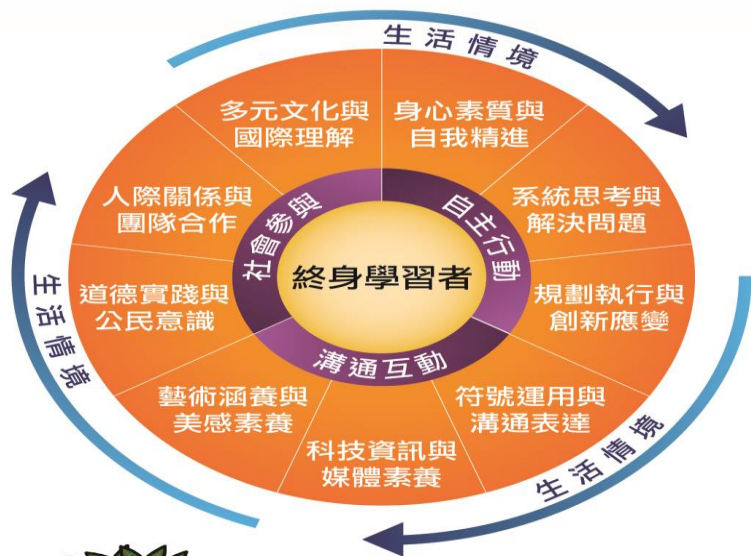 生活情境
多元文化與
國際理解
身心素質與
自我精進
人際關係與
團隊合作
系統思考與
解決問題
社會參與
自主行動
終身學習者
道德實踐與
公民意識
規劃執行與
創新應變
生活情境
溝通互動
藝術涵養與
美感素養
符號運用與
溝通表達
科技資訊與
媒體素養
生活情境